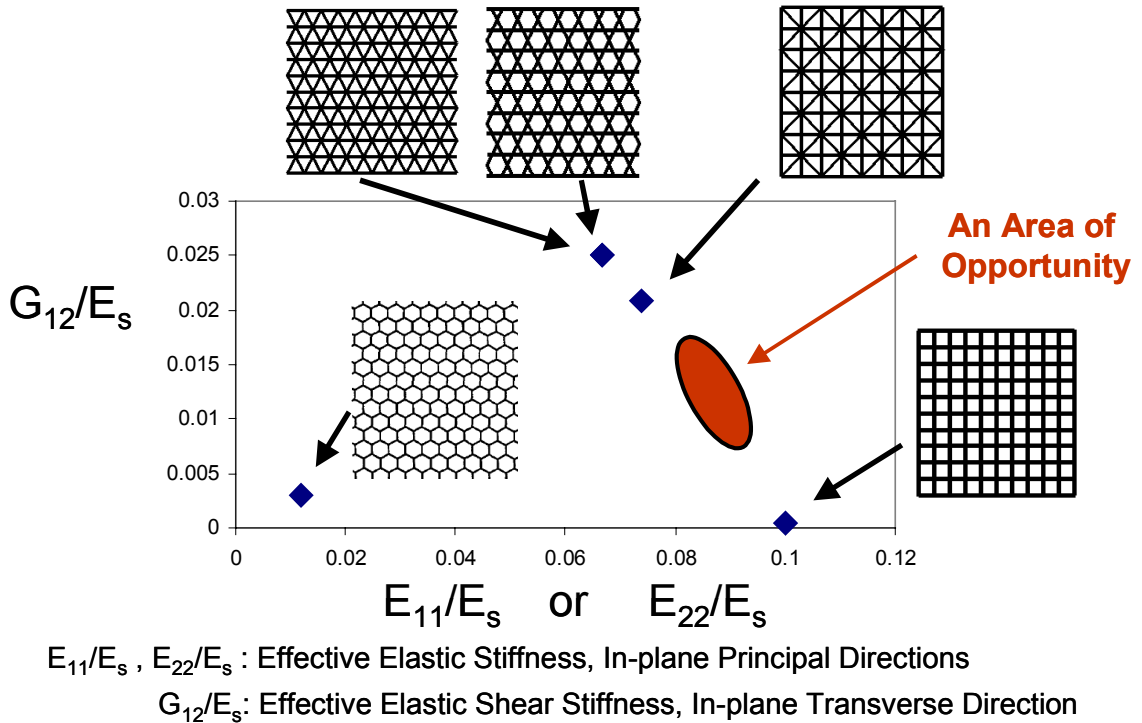 0.03
An Area of
Opportunity
0.025
G12/Es
0.02
0.015
0.01
0.005
0
0 0.02 0.04 0.06 0.08 0.1 0.12
E11/Es or E22/Es
E11/Es , E22/Es : Effective Elastic Stiffness, In-plane Principal Directions
G12/Es: Effective Elastic Shear Stiffness, In-plane Transverse Direction